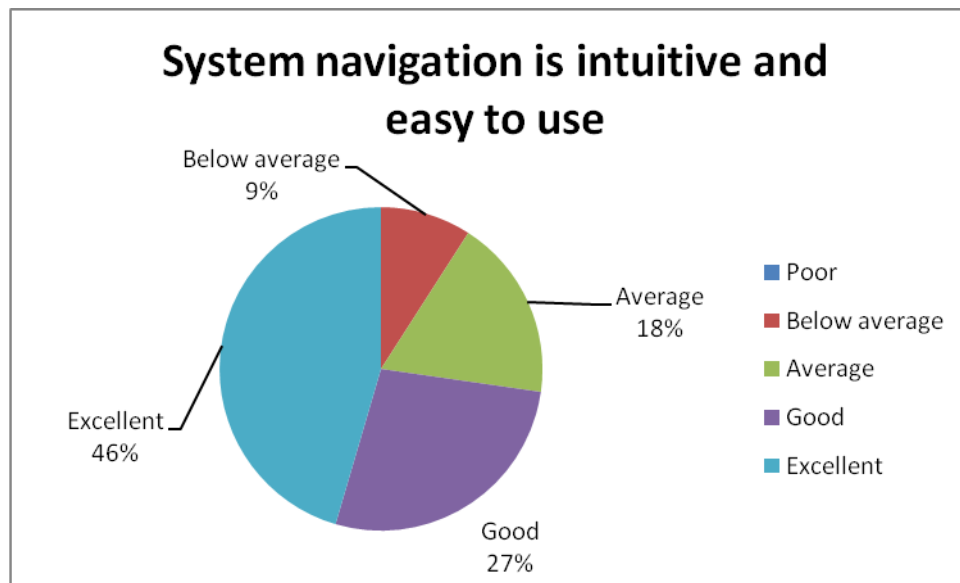 System navigation is intuitive and
easy to use
Below average
9%
Average
18%
Good
27%
Excellent
46%
Poor
Below average
Average
Good
Excellent